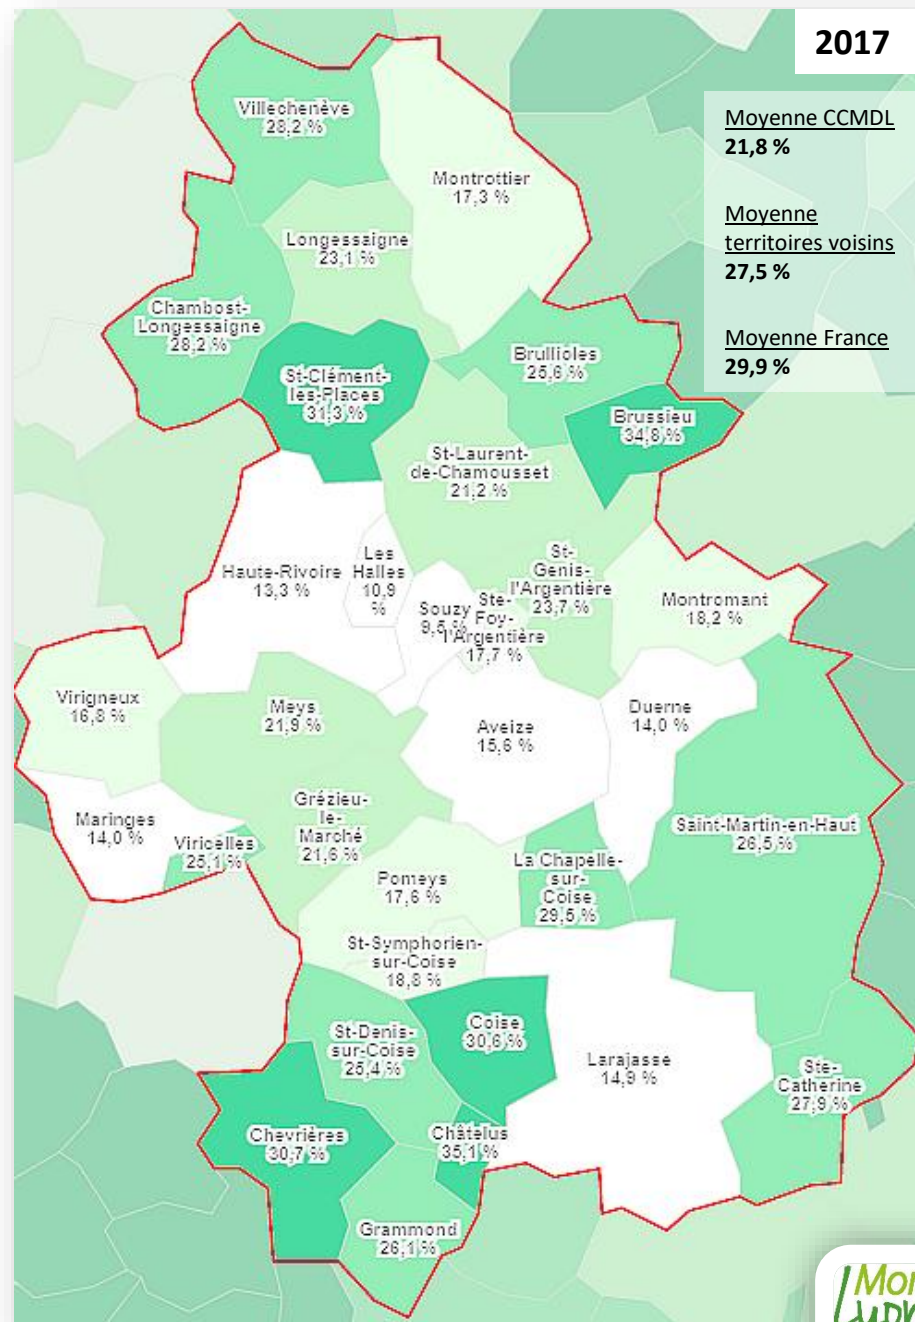 2017
Moyenne CCMDL
21,8 %
Moyenne
territoires voisins
27,5 %
Moyenne France
29,9 %
Villechenève
28,2 %
Montrottier
17,3 %
Longessaigne
23,1 %
Chambost-
Longessaigne
28,2 %
St-Clément-
les-Places
31,3 %
Brullioles
25,6 %
Brussieu
34,8 %
St-Laurent-
de-Chamousset
21,2 %
Haute-Rivoire
13,3 %
Les
Halles
10,9
%
Souzy
9,5 %
Ste-
Foy-
l'Argentière
17,7 %
St-
Genis-
l'Argentière
23,7 %
Montromant
18,2 %
Virigneux
16,8 %
Meys
21,9 %
Aveize
15,6 %
Duerne
14,0 %
Maringes
14,0 %
Viricelles
25,1 %
Grézieu-
le-
Marché
21,6 %
Saint-Martin-en-Haut
26,5 %
La Chapelle-
sur-
Coise
29,5 %
Pomeys
17,6 %
St-Symphorien-
sur-Coise
18,8 %
St-Denis-
sur-Coise
25,4 %
Coise
30,6 %
Larajasse
14,9 %
Ste-
Catherine
27,9 %
Chevrières
30,7 %
Châtelus
35,1 %
Grammond
26,1 %